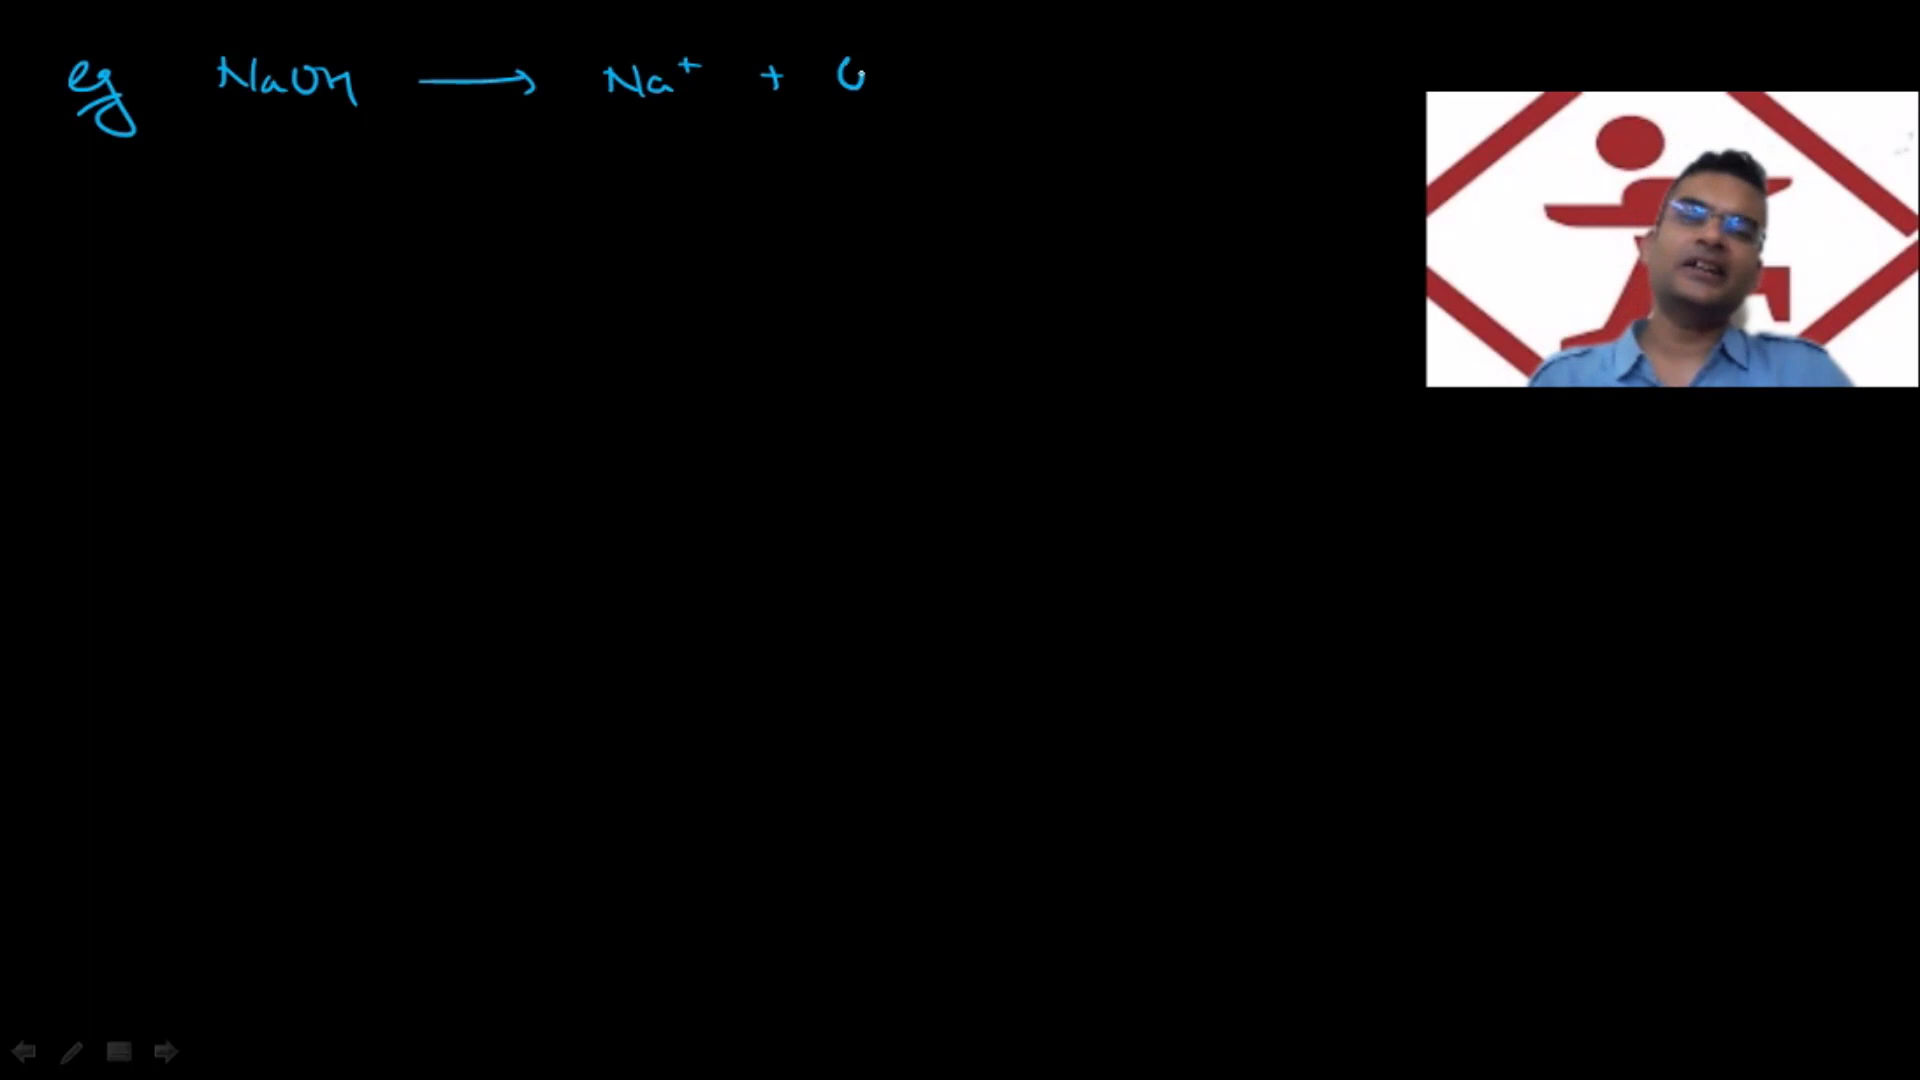 eg NaOH ⟶ Na⁺ + O